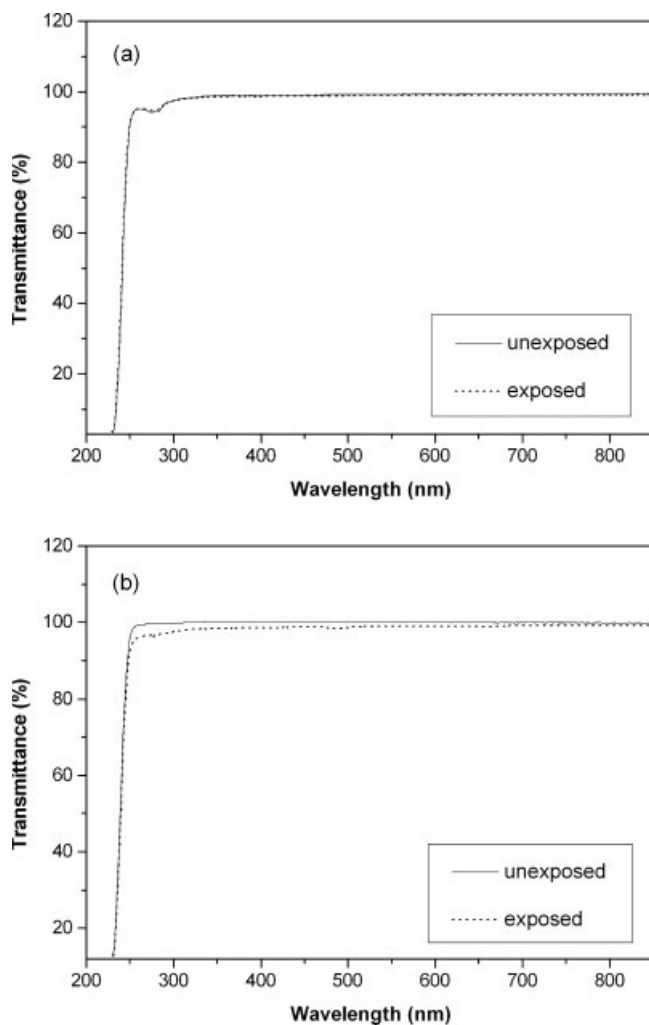 120
(a)
100
80
60
40
20
Transmittance (%)
unexposed
exposed
200 300 400 500 600 700 800
Wavelength (nm)
120
(b)
100
80
60
40
20
Transmittance (%)
unexposed
exposed
200 300 400 500 600 700 800
Wavelength (nm)